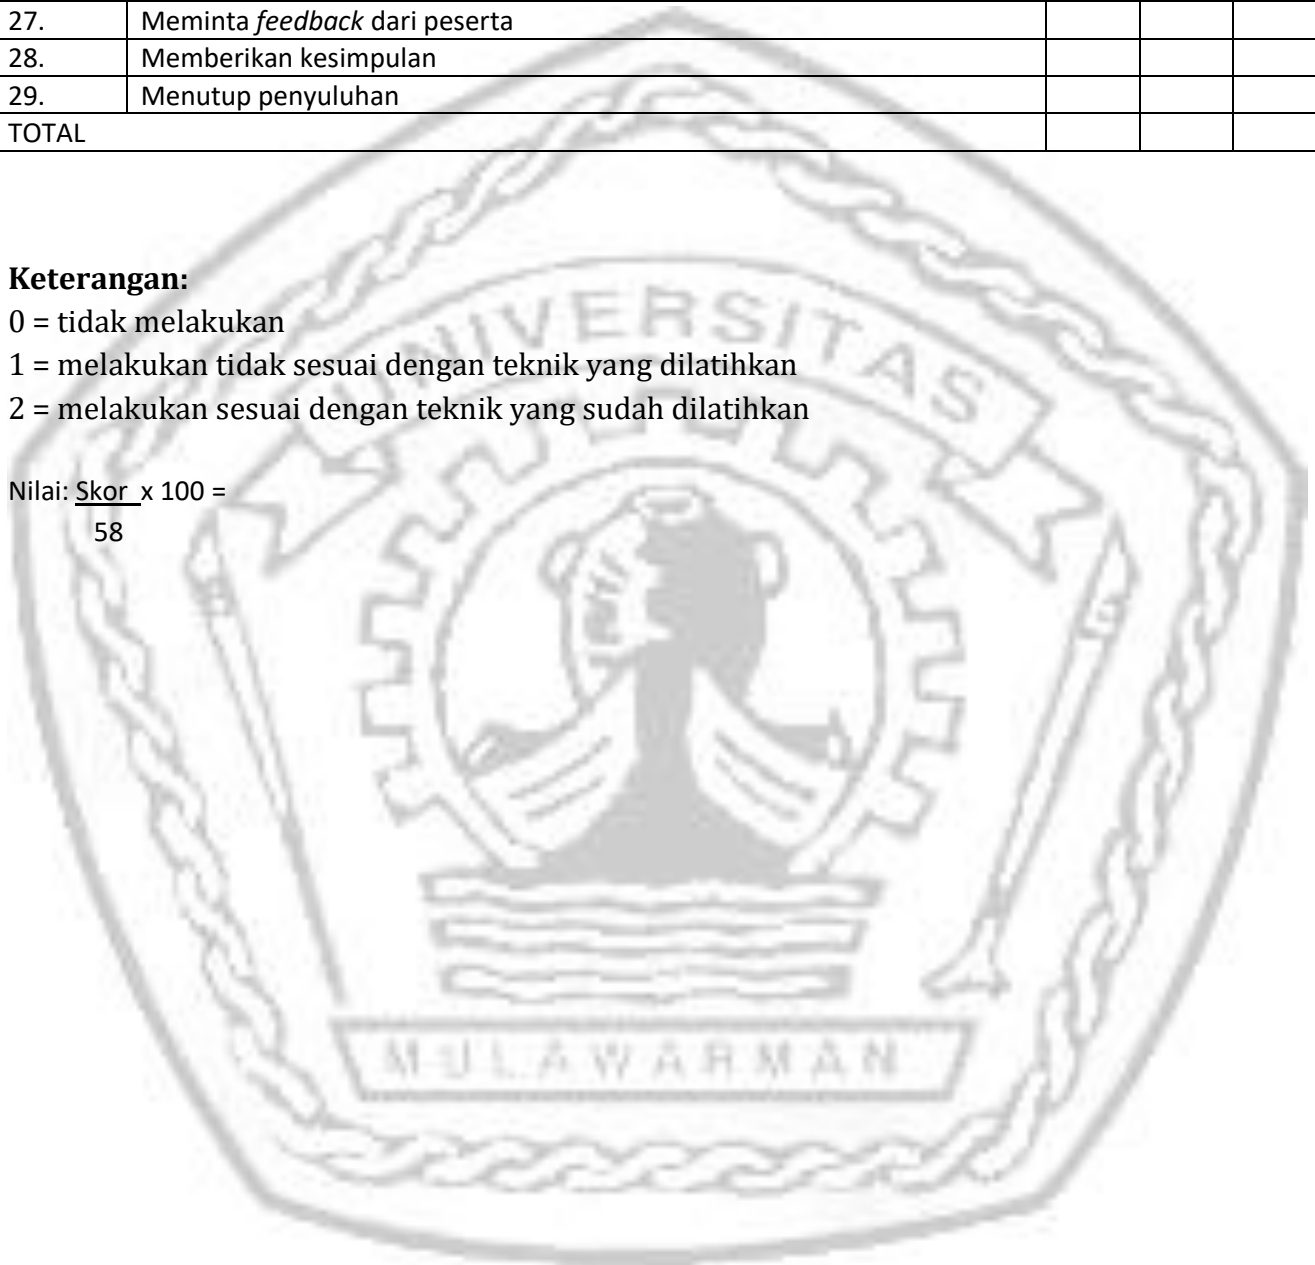 27. Meminta feedback dari peserta
28. Memberikan kesimpulan
29. Menutup penyuluhan
TOTAL
Keterangan:
0 = tidak melakukan
1 = melakukan tidak sesuai dengan teknik yang dilatihkan
2 = melakukan sesuai dengan teknik yang sudah dilatihkan
Nilai: Skor x 100 =
58
UNIVERSITAS
MULAWARMAN